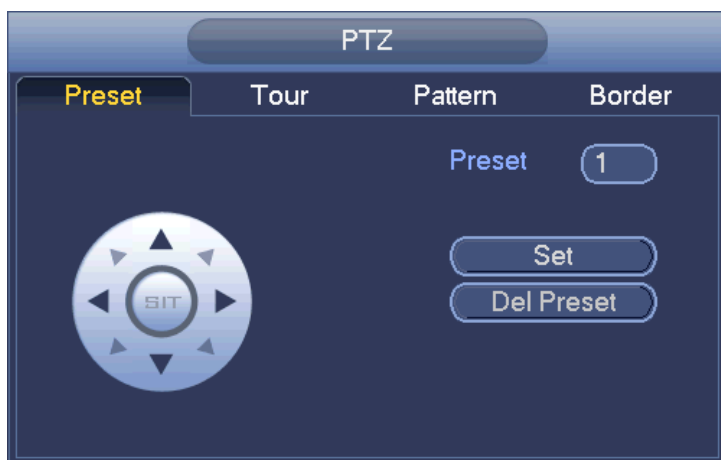 PTZ
Preset Tour Pattern Border
Preset 1
SIT
Set
Del Preset